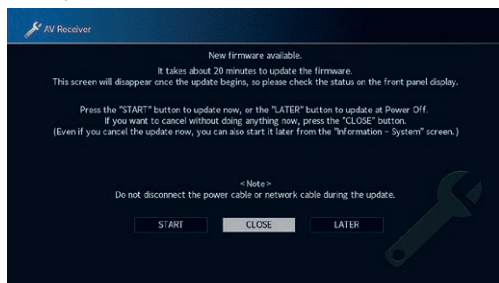 AV Receiver
New firmware available.
It takes about 20 minutes to update the firmware.
This screen will disappear once the update begins, so please check the status on the front panel display.
Press the "START" button to update now, or the "LATER" button to update at Power Off.
If you want to cancel without doing anything now, press the "CLOSE" button.
(Even if you cancel the update now, you can also start it later from the "Information – System" screen.)
<Note>
Do not disconnect the power cable or network cable during the update.
START CLOSE LATER